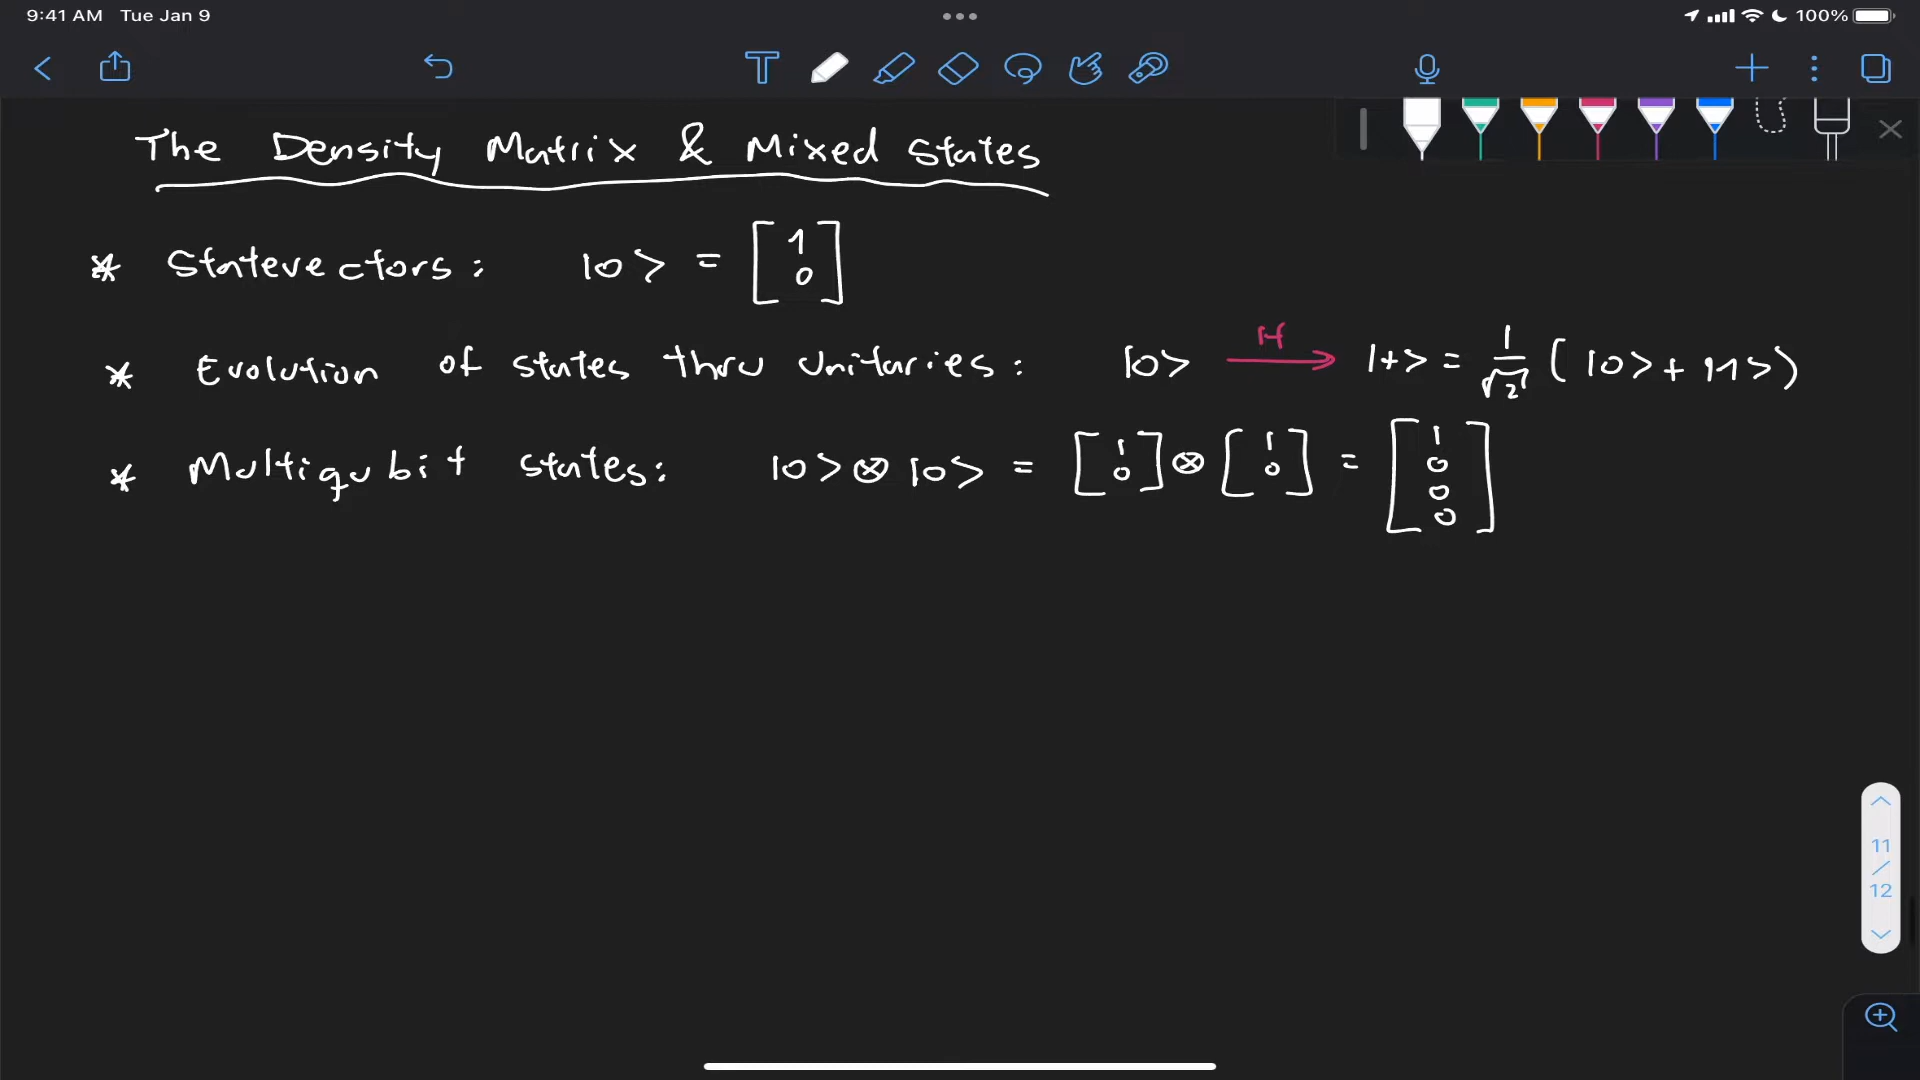 9:41 AM Tue Jan 9 100%
The Density Matrix & Mixed states
* Statevectors: |0> = [1 0]
* Evolution of states thru Unitaries: |0> H→ |+> = 1/√2 (|0> + |1>)
* Multiqubit states: |0> ⊗ |0> = [1 0] ⊗ [1 0] = [1 0 0 0]
11
/
12